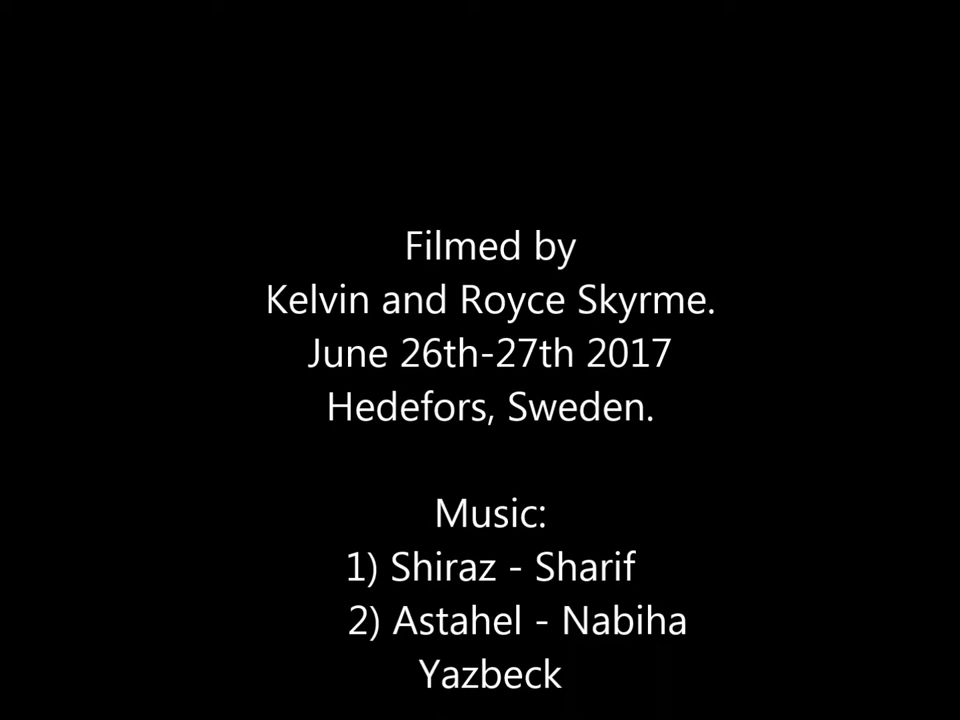 Filmed by
Kelvin and Royce Skyrme.
June 26th-27th 2017
Hedefors, Sweden.
Music:
1) Shiraz - Sharif
2) Astahel - Nabiha
Yazbeck